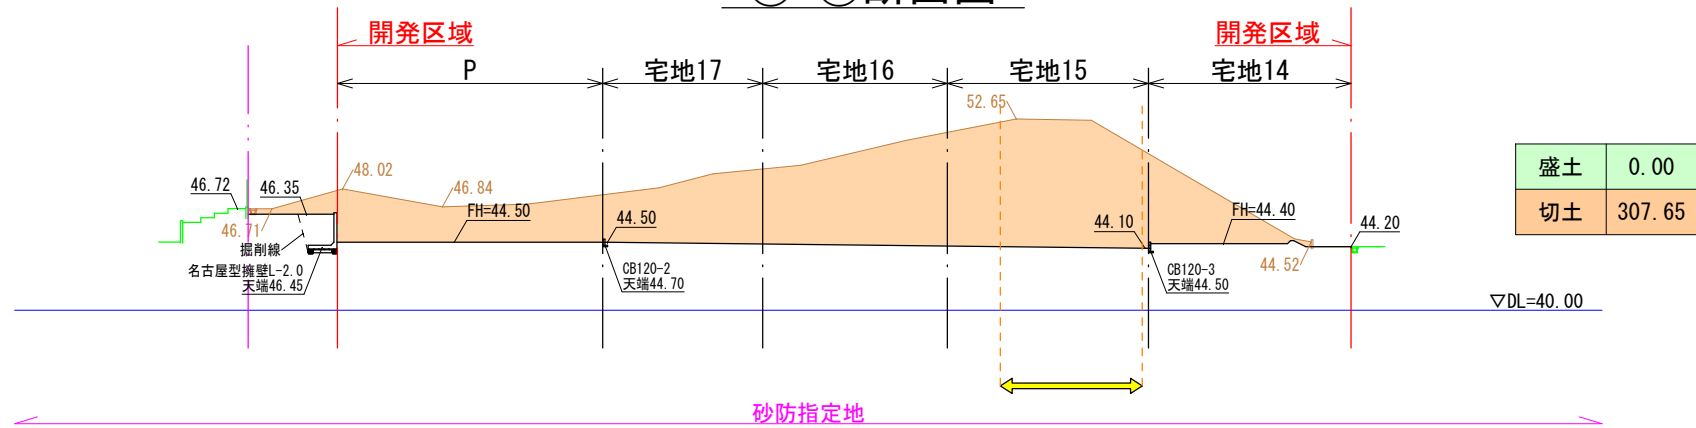 断面図
開発区域
開発区域
P
宅地17
宅地16
宅地15
宅地14
52.65
48.02
46.84
46.72
46.35
46.71
FH=44.50
44.50
44.10
FH=44.40
44.20
44.52
掘削線
名古屋型擁壁L-2.0
天端46.45
CB120-2
天端44.70
CB120-3
天端44.50
▽DL=40.00
盛土 0.00
切土 307.65
砂防指定地